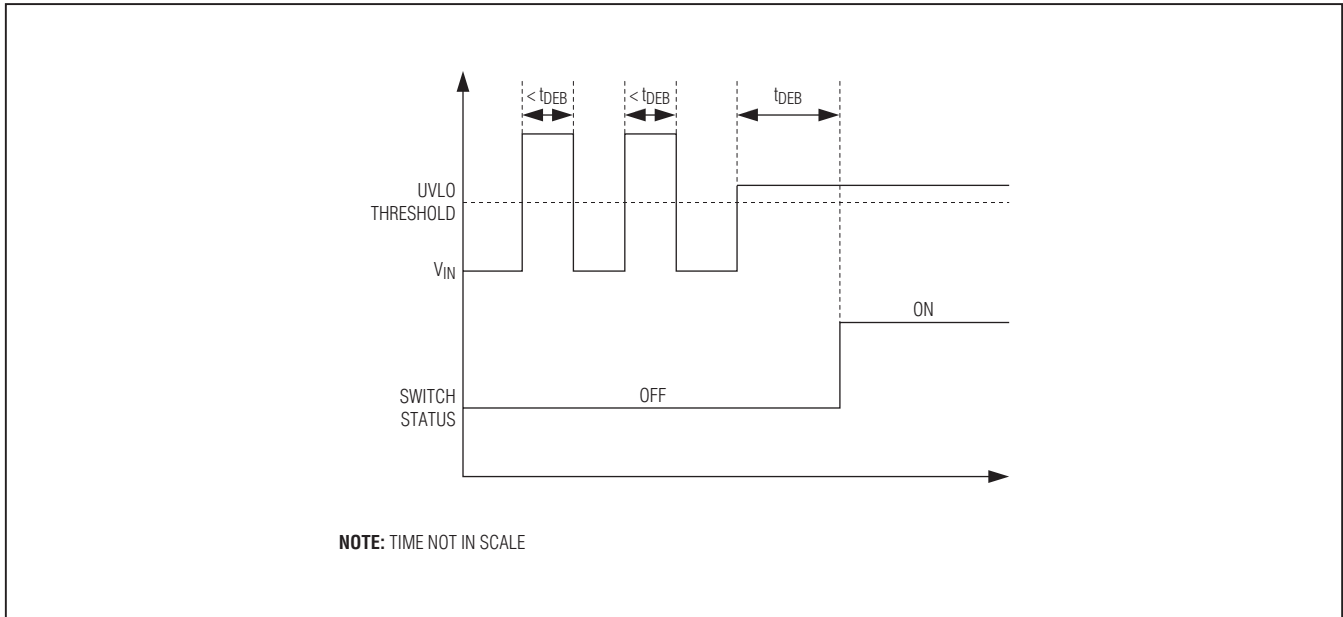 < tDEB
< tDEB
tDEB
UVLO
THRESHOLD
VIN
ON
SWITCH
STATUS
OFF
NOTE: TIME NOT IN SCALE